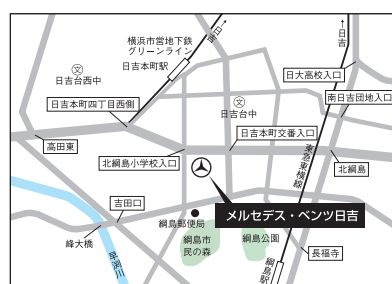 →日吉
→日吉
横浜市営地下鉄
グリーンライン
日吉本町駅
文
日吉台西中
日大高校入口
南日吉団地入口
文
日吉台中
日吉本町四丁目西側
日吉本町交番入口
高田東
北綱島小学校入口
東急東横線
北綱島
吉田口
メルセデス・ベンツ日吉
綱島郵便局
峰大橋
綱島市
民の森
綱島公園
早渕川
長福寺
綱島駅